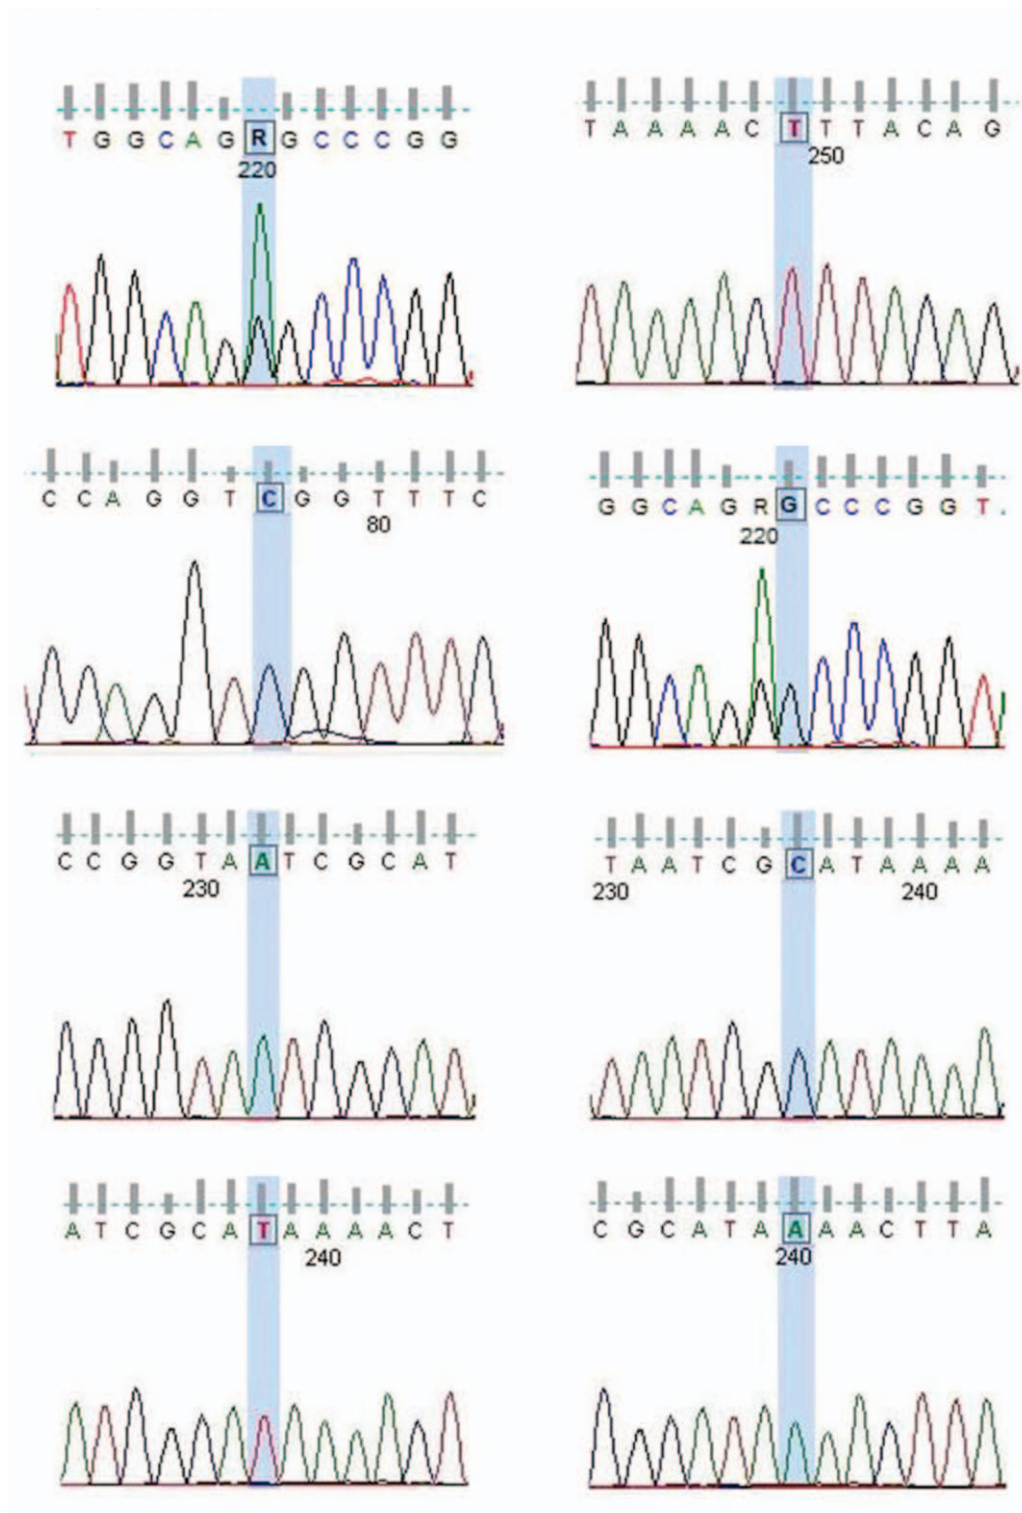 T G G C A G R G C C C G G
220
T A A A A C T T T A C A G
250
C C A G G T C G G T T T C
80
G G C A G R G C C C G G T .
220
C C G G T A A T C G C A T
230
T A A T C G C A T A A A A
230 240
A T C G C A T A A A A C T
240
C G C A T A A A A C T T A
240